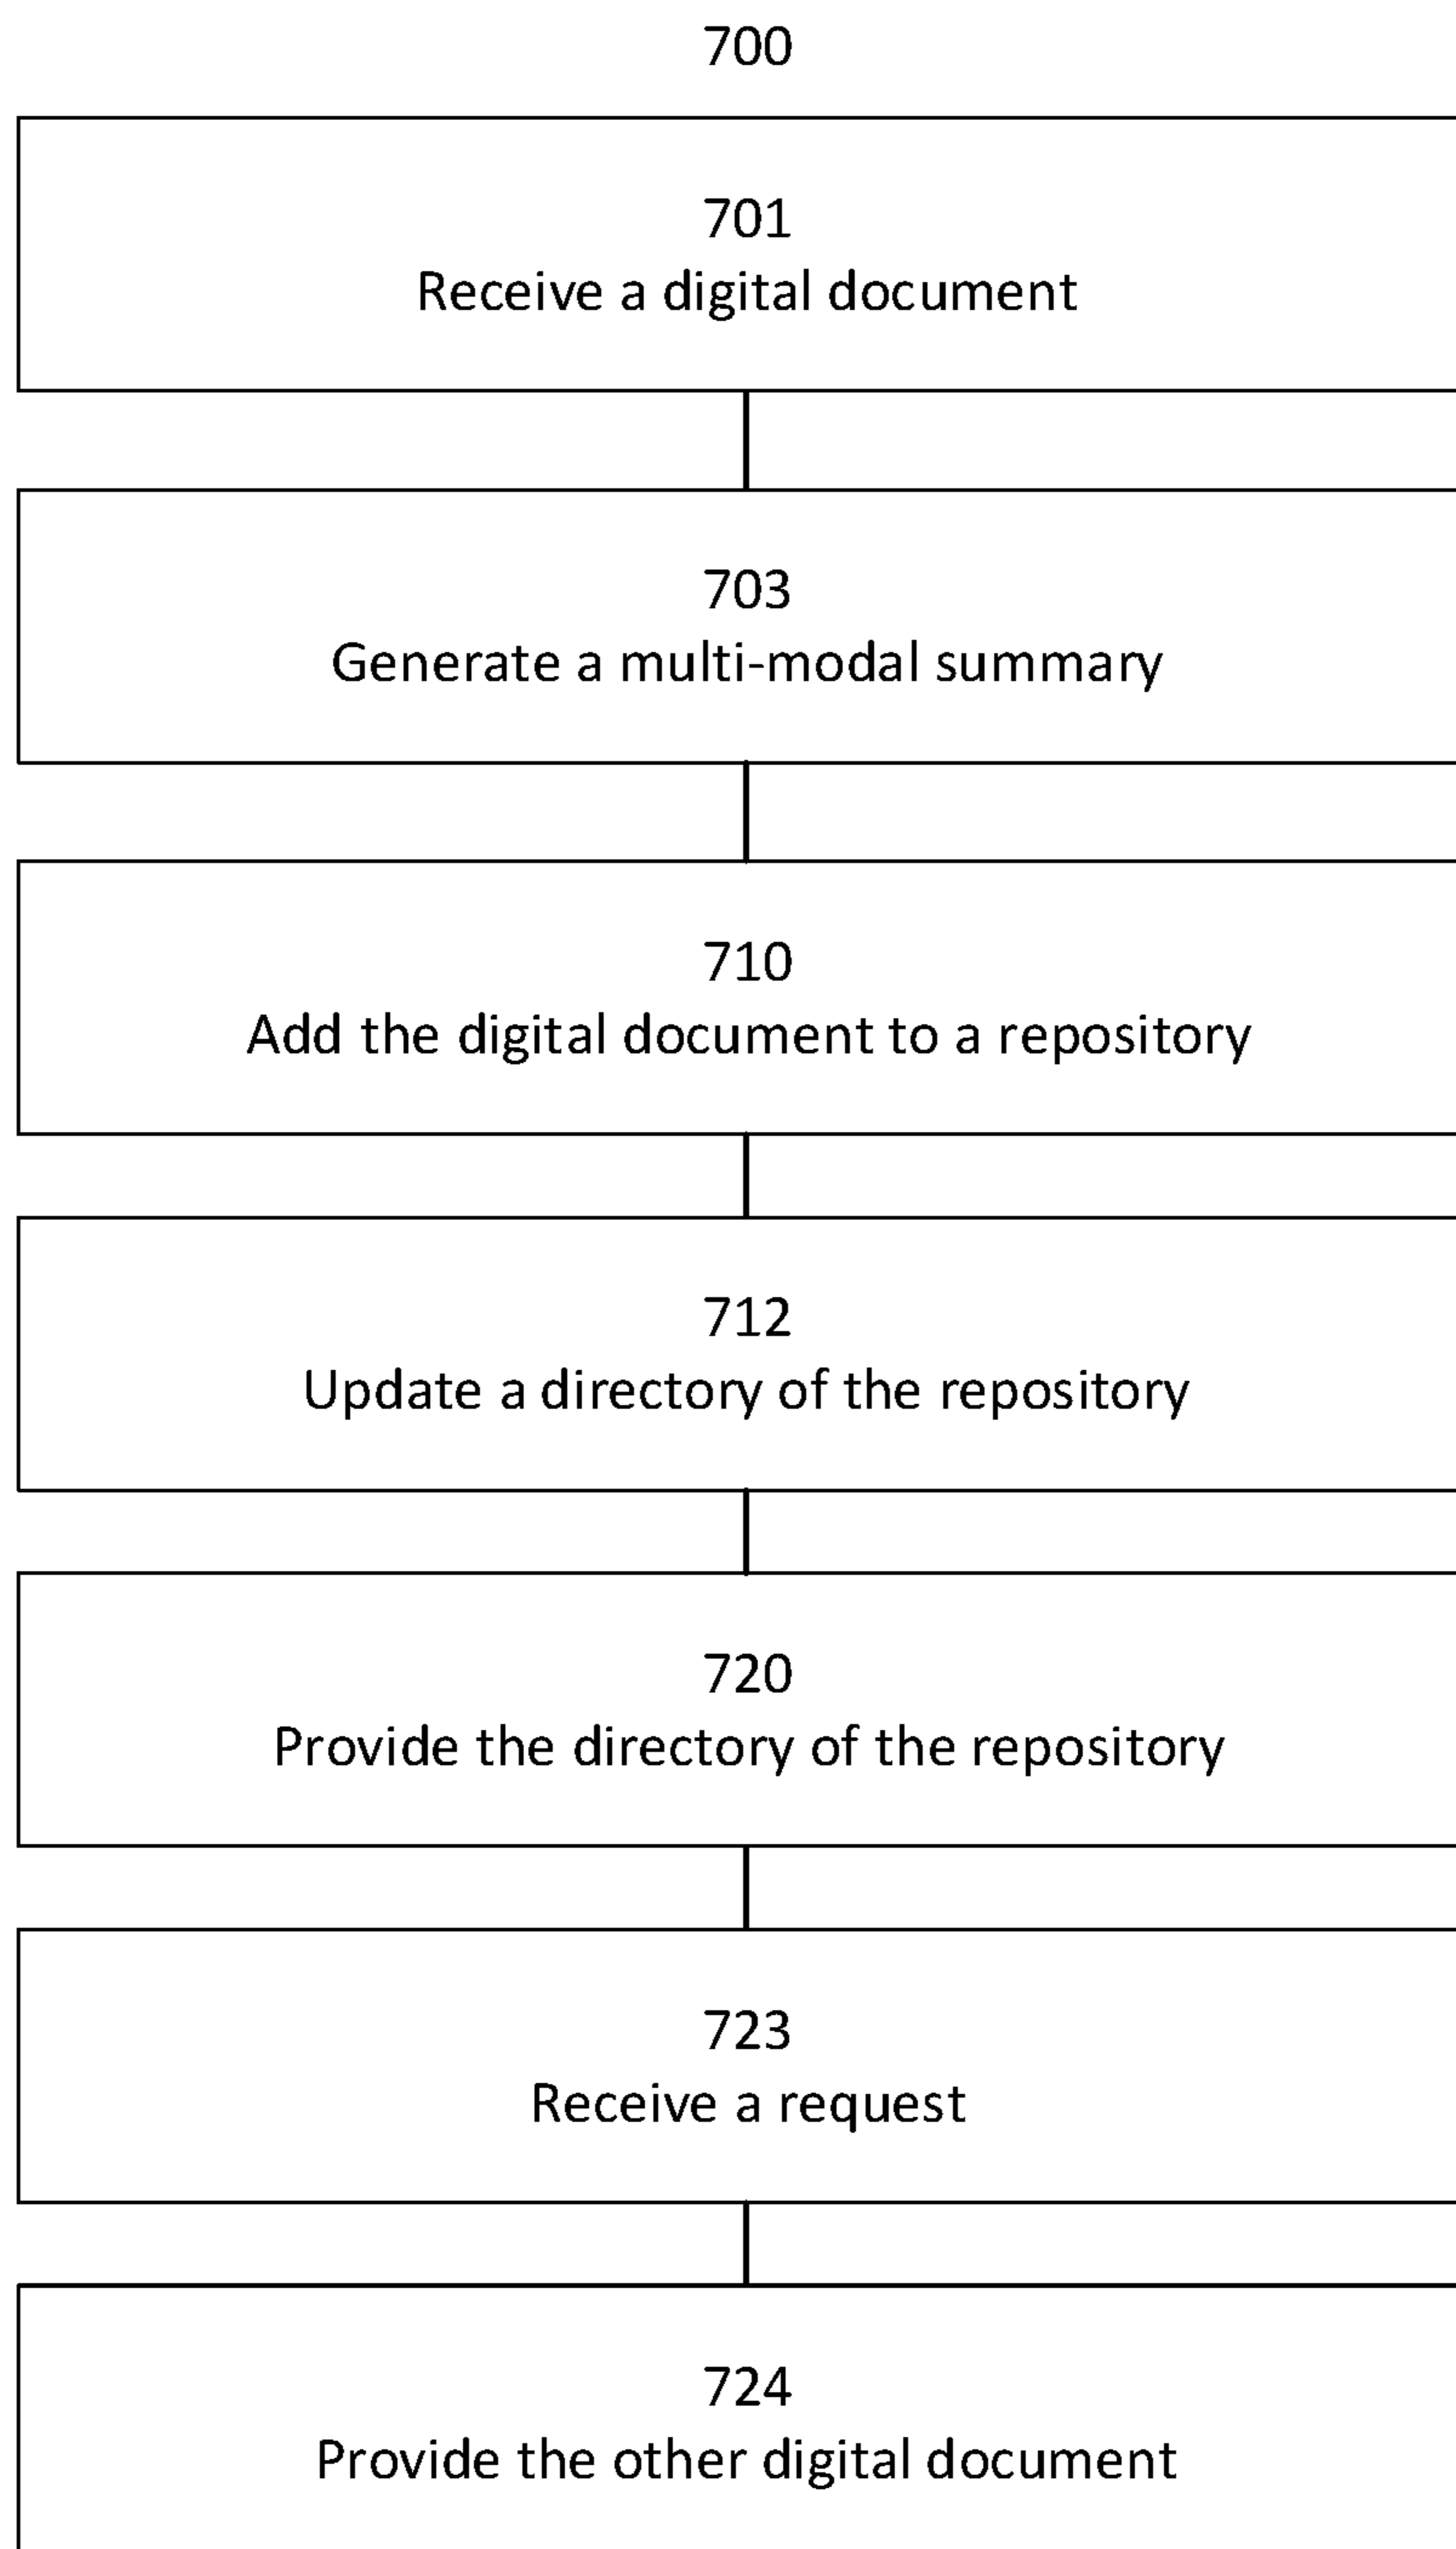 700
701
Receive a digital document
703
Generate a multi-modal summary
710
Add the digital document to a repository
712
Update a directory of the repository
720
Provide the directory of the repository
723
Receive a request
724
Provide the other digital document